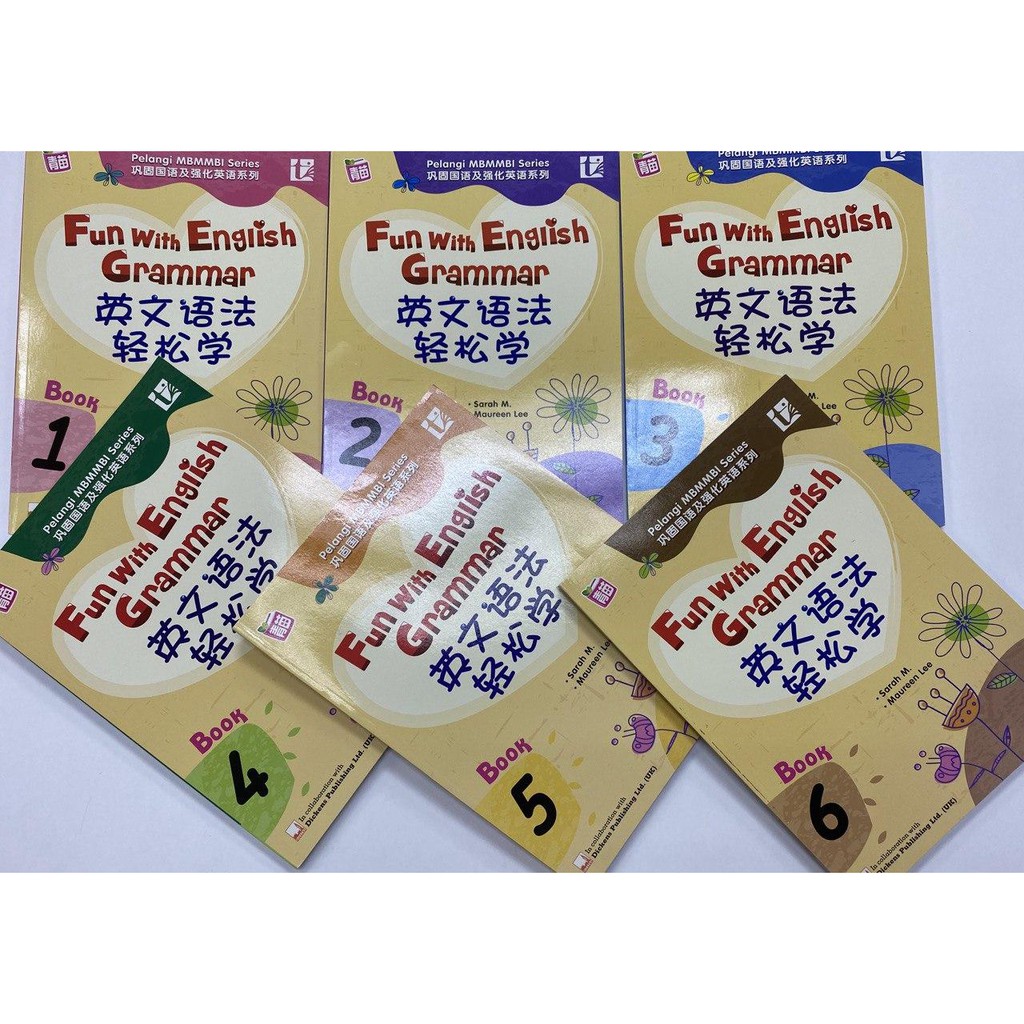 青苗
Pelangi MBMMBI Series
巩固国语及强化英语系列
Fun With English
Grammar
英文语法
轻松学
Book
1
青苗
Pelangi MBMMBI Series
巩固国语及强化英语系列
Fun With English
Grammar
英文语法
轻松学
Book
2
• Sarah M.
• Maureen Lee
青苗
Pelangi MBMMBI Series
巩固国语及强化英语系列
Fun With English
Grammar
英文语法
轻松学
Book
3
Lee
Pelangi MBMMBI Series
巩固国语及强化英语系列
青苗
Fun With English
Grammar
英文语法
轻松学
Book
4
In collaboration with
Dickens Publishing Ltd. (UK)
Pelangi MBMMBI Series
巩固国语及强化英语系列
青苗
Fun With English
Grammar
英文语法
轻松学
• Sarah M.
• Maureen Lee
Book
5
In collaboration with
Dickens Publishing Ltd. (UK)
Pelangi MBMMBI Series
巩固国语及强化英语系列
青苗
Fun With English
Grammar
英文语法
轻松学
• Sarah M.
• Maureen Lee
Book
6
In collaboration with
Dickens Publishing Ltd. (UK)